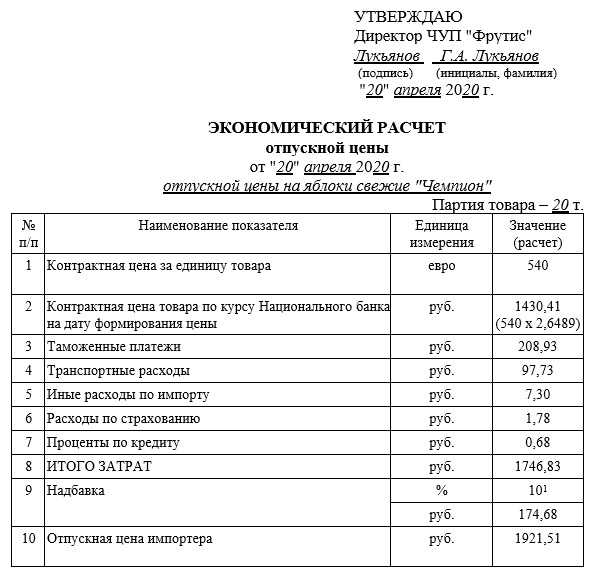 УТВЕРЖДАЮ
Директор ЧУП "Фрутис"
Лукьянов Г.А. Лукьянов
(подпись) (инициалы, фамилия)
"20" апреля 2020 г.
ЭКОНОМИЧЕСКИЙ РАСЧЕТ
отпускной цены
от "20" апреля 2020 г.
отпускной цены на яблоки свежие "Чемпион"
Партия товара – 20 т.
№ п/п Наименование показателя Единица измерения Значение (расчет)
1 Контрактная цена за единицу товара евро 540
2 Контрактная цена товара по курсу Национального банка на дату формирования цены руб. 1430,41 (540 х 2,6489)
3 Таможенные платежи руб. 208,93
4 Транспортные расходы руб. 97,73
5 Иные расходы по импорту руб. 7,30
6 Расходы по страхованию руб. 1,78
7 Проценты по кредиту руб. 0,68
8 ИТОГО ЗАТРАТ руб. 1746,83
9 Надбавка % 10¹
руб. 174,68
10 Отпускная цена импортера руб. 1921,51